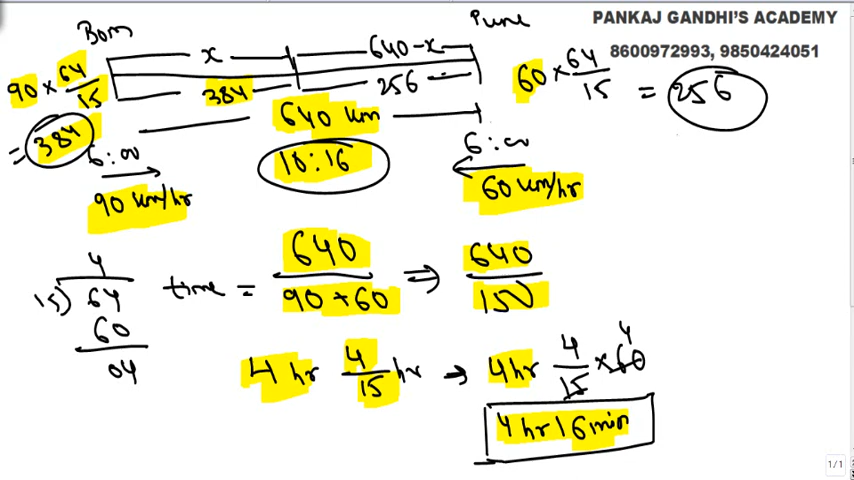 PANKAJ GANDHI'S ACADEMY
8600972993, 9850424051
Bom
Pune
x
640-x
90 × 64/15
384
256
60 × 64/15 = 256
= 384
640 km
6:00
10:16
6:00
90 km/hr
60 km/hr
4
15) 64
60
04
time = 640/90+60 ⇒ 640/150
4 hr 4/15 hr → 4hr 4/15 × 60 4
4 hr 16 min
1/1